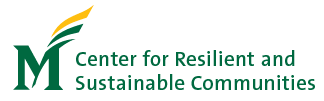 M Center for Resilient and
Sustainable Communities